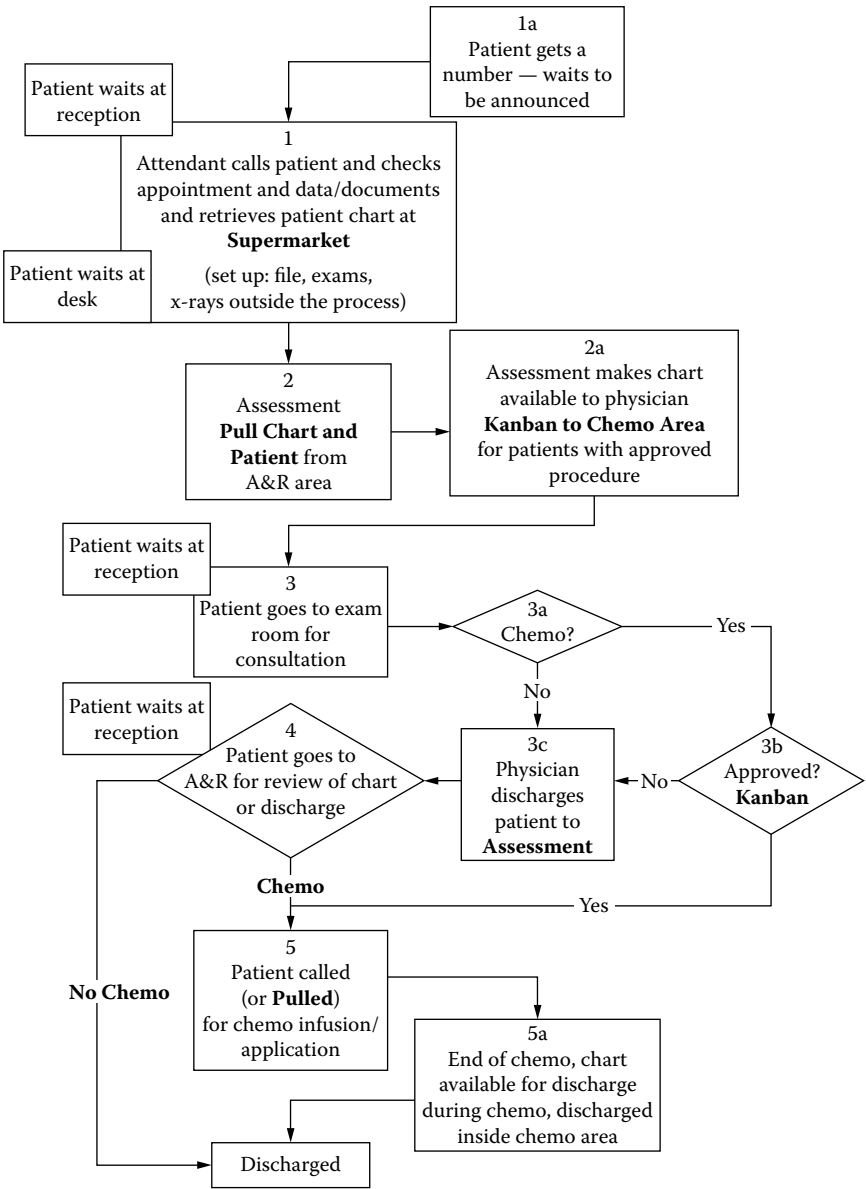 1a
Patient gets a
number — waits to
be announced
Patient waits at
reception
1
Attendant calls patient and checks
appointment and data/documents
and retrieves patient chart at
Supermarket
(set up: file, exams,
x-rays outside the process)
Patient waits at
desk
2
Assessment
Pull Chart and
Patient from
A&R area
2a
Assessment makes chart
available to physician
Kanban to Chemo Area
for patients with approved
procedure
Patient waits at
reception
3
Patient goes to exam
room for
consultation
3a
Chemo?
Yes
No
Patient waits at
reception
4
Patient goes to
A&R for review of chart
or discharge
3c
Physician
discharges
patient to
Assessment
No
3b
Approved?
Kanban
Chemo
Yes
No Chemo
5
Patient called
(or Pulled)
for chemo infusion/
application
5a
End of chemo, chart
available for discharge
during chemo, discharged
inside chemo area
Discharged